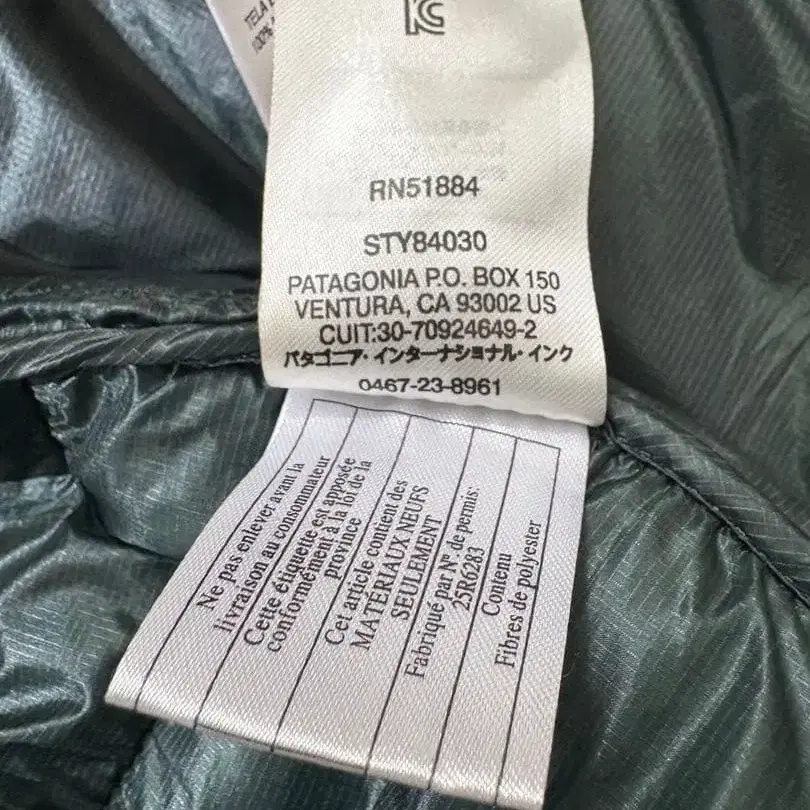 TELA
100%
RN51884
STY84030
PATAGONIA P.O. BOX 150
VENTURA, CA 93002 US
CUIT:30-70924649-2
パタゴニア・インターナショナル・インク
0467-23-8961
Ne pas enlever avant la
livraison au consommateur
Cette étiquette est apposée
conformément à la loi de la
province
Cet article contient des
MATÉRIAUX NEUFS
SEULEMENT
Fabriqué par N° de permis:
25R6283
Contenu
Fibres de polyester